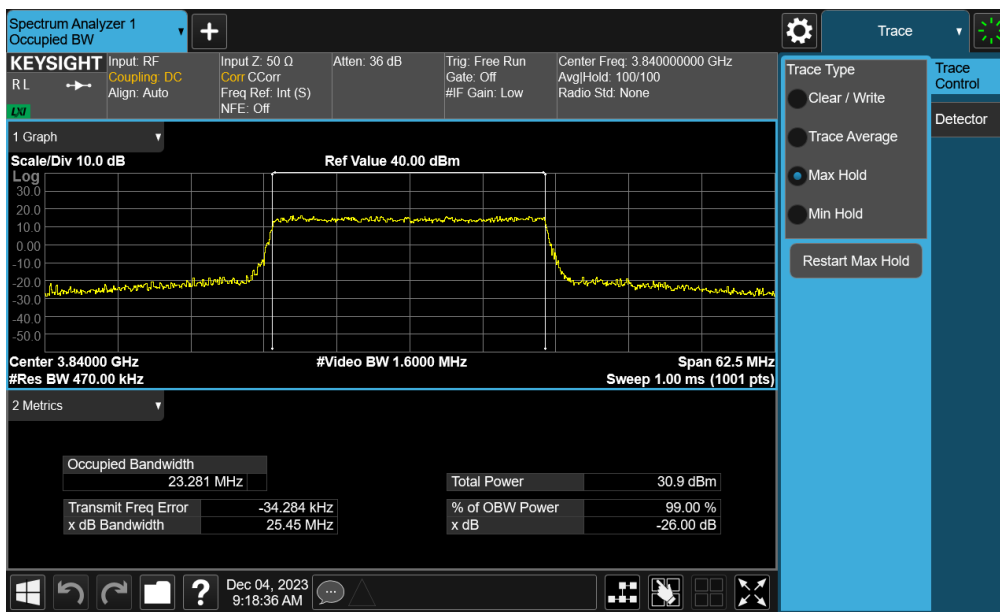 Spectrum Analyzer 1
Occupied BW
+
Trace
KEYSIGHT
R L
LXI
Input: RF
Coupling: DC
Align: Auto
Input Z: 50 Ω
Corr CCorr
Freq Ref: Int (S)
NFE: Off
Atten: 36 dB
Trig: Free Run
Gate: Off
#IF Gain: Low
Center Freq: 3.840000000 GHz
Avg|Hold: 100/100
Radio Std: None
Trace Type
Clear / Write
Trace Average
Max Hold
Min Hold
Restart Max Hold
Trace
Control
Detector
1 Graph
Scale/Div 10.0 dB
Ref Value 40.00 dBm
Log
30.0
20.0
10.0
0.00
-10.0
-20.0
-30.0
-40.0
-50.0
Center 3.84000 GHz
#Video BW 1.6000 MHz
Span 62.5 MHz
#Res BW 470.00 kHz
Sweep 1.00 ms (1001 pts)
2 Metrics
Occupied Bandwidth
23.281 MHz
Total Power 30.9 dBm
Transmit Freq Error -34.284 kHz
% of OBW Power 99.00 %
x dB Bandwidth 25.45 MHz
x dB -26.00 dB
?
Dec 04, 2023
9:18:36 AM